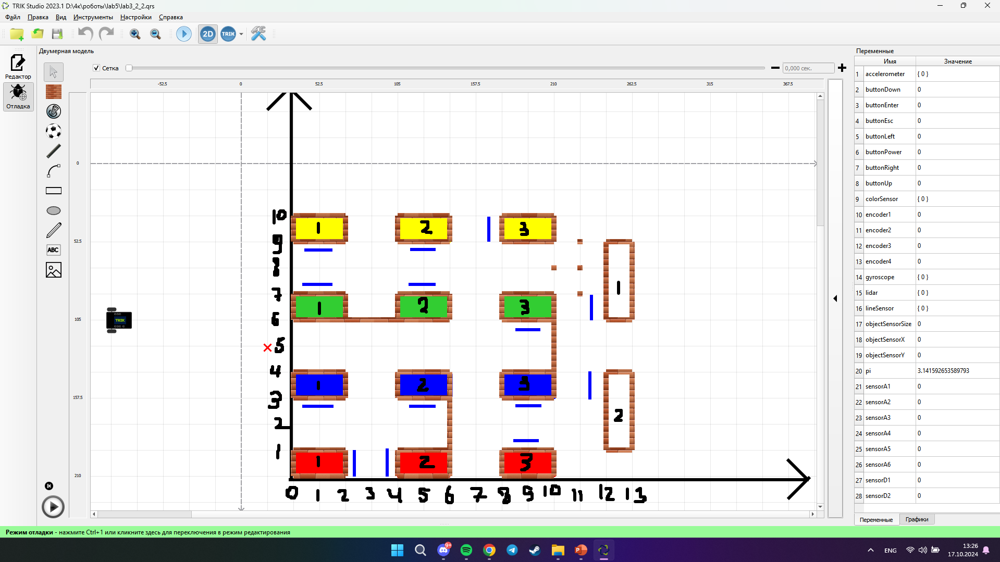 TRIK Studio 2023.1 D:\4к\роботы\lab5\lab3_2_2.qrs
Файл Правка Вид Инструменты Настройки Справка
2D TRIK
Двумерная модель
Переменные
Редактор
Отладка
Сетка
0,000 сек.
-52.5 0 52.5 105 157.5 210 262.5 315 367.5
Имя Значение
1 accelerometer { 0 }
2 buttonDown 0
3 buttonEnter 0
4 buttonEsc 0
5 buttonLeft 0
6 buttonPower 0
7 buttonRight 0
8 buttonUp 0
9 colorSensor { 0 }
10 encoder1 0
11 encoder2 0
12 encoder3 0
13 encoder4 0
14 gyroscope { 0 }
15 lidar { 0 }
16 lineSensor { 0 }
17 objectSensorSize 0
18 objectSensorX 0
19 objectSensorY 0
20 pi 3.141592653589793
21 sensorA1 0
22 sensorA2 0
23 sensorA3 0
24 sensorA4 0
25 sensorA5 0
26 sensorA6 0
27 sensorD1 0
28 sensorD2 0
ABC
0
52.5
105
157.5
210
10
9
8
7
6
5
4
3
2
1
1 2 3
1
1 2 3
TRIK
1 2 3
2
1 2 3
0 1 2 3 4 5 6 7 8 9 10 11 12 13
Переменные Графики
Режим отладки - нажмите Ctrl+1 или кликните здесь для переключения в режим редактирования
9+
ENG
13:26
17.10.2024